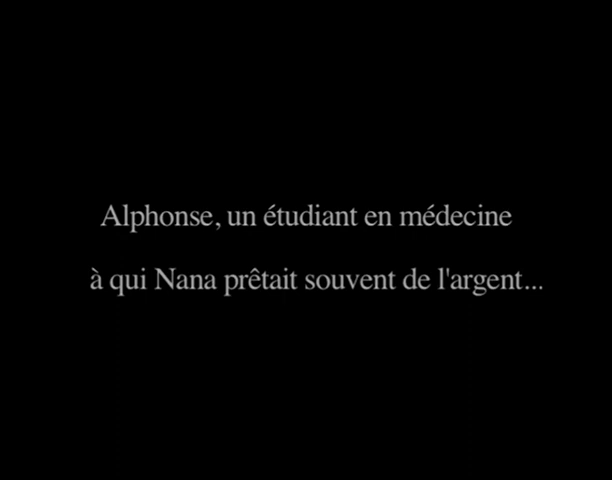 Alphonse, un étudiant en médecine
à qui Nana prêtait souvent de l'argent...